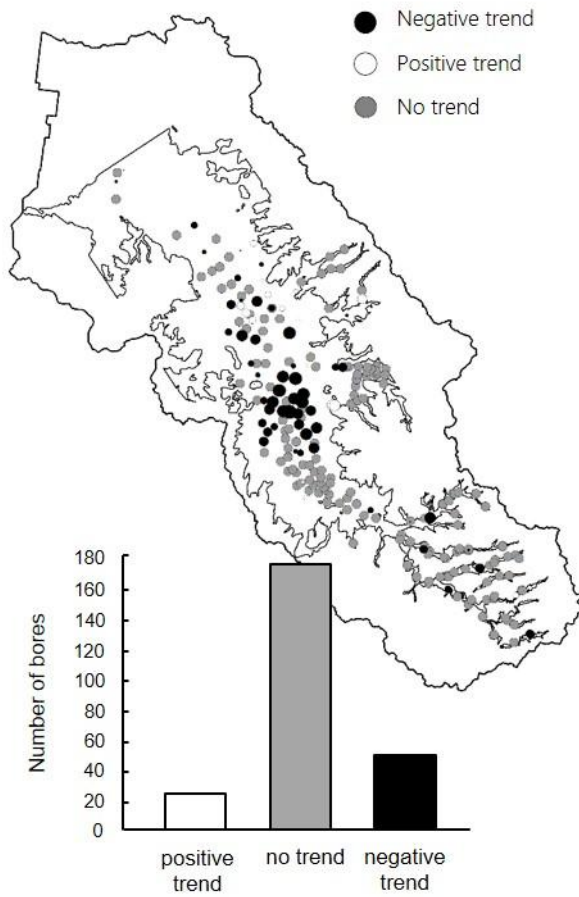 Negative trend
Positive trend
No trend
180
160
140
120
100
80
60
40
20
0
Number of bores
positive
trend
no trend
negative
trend